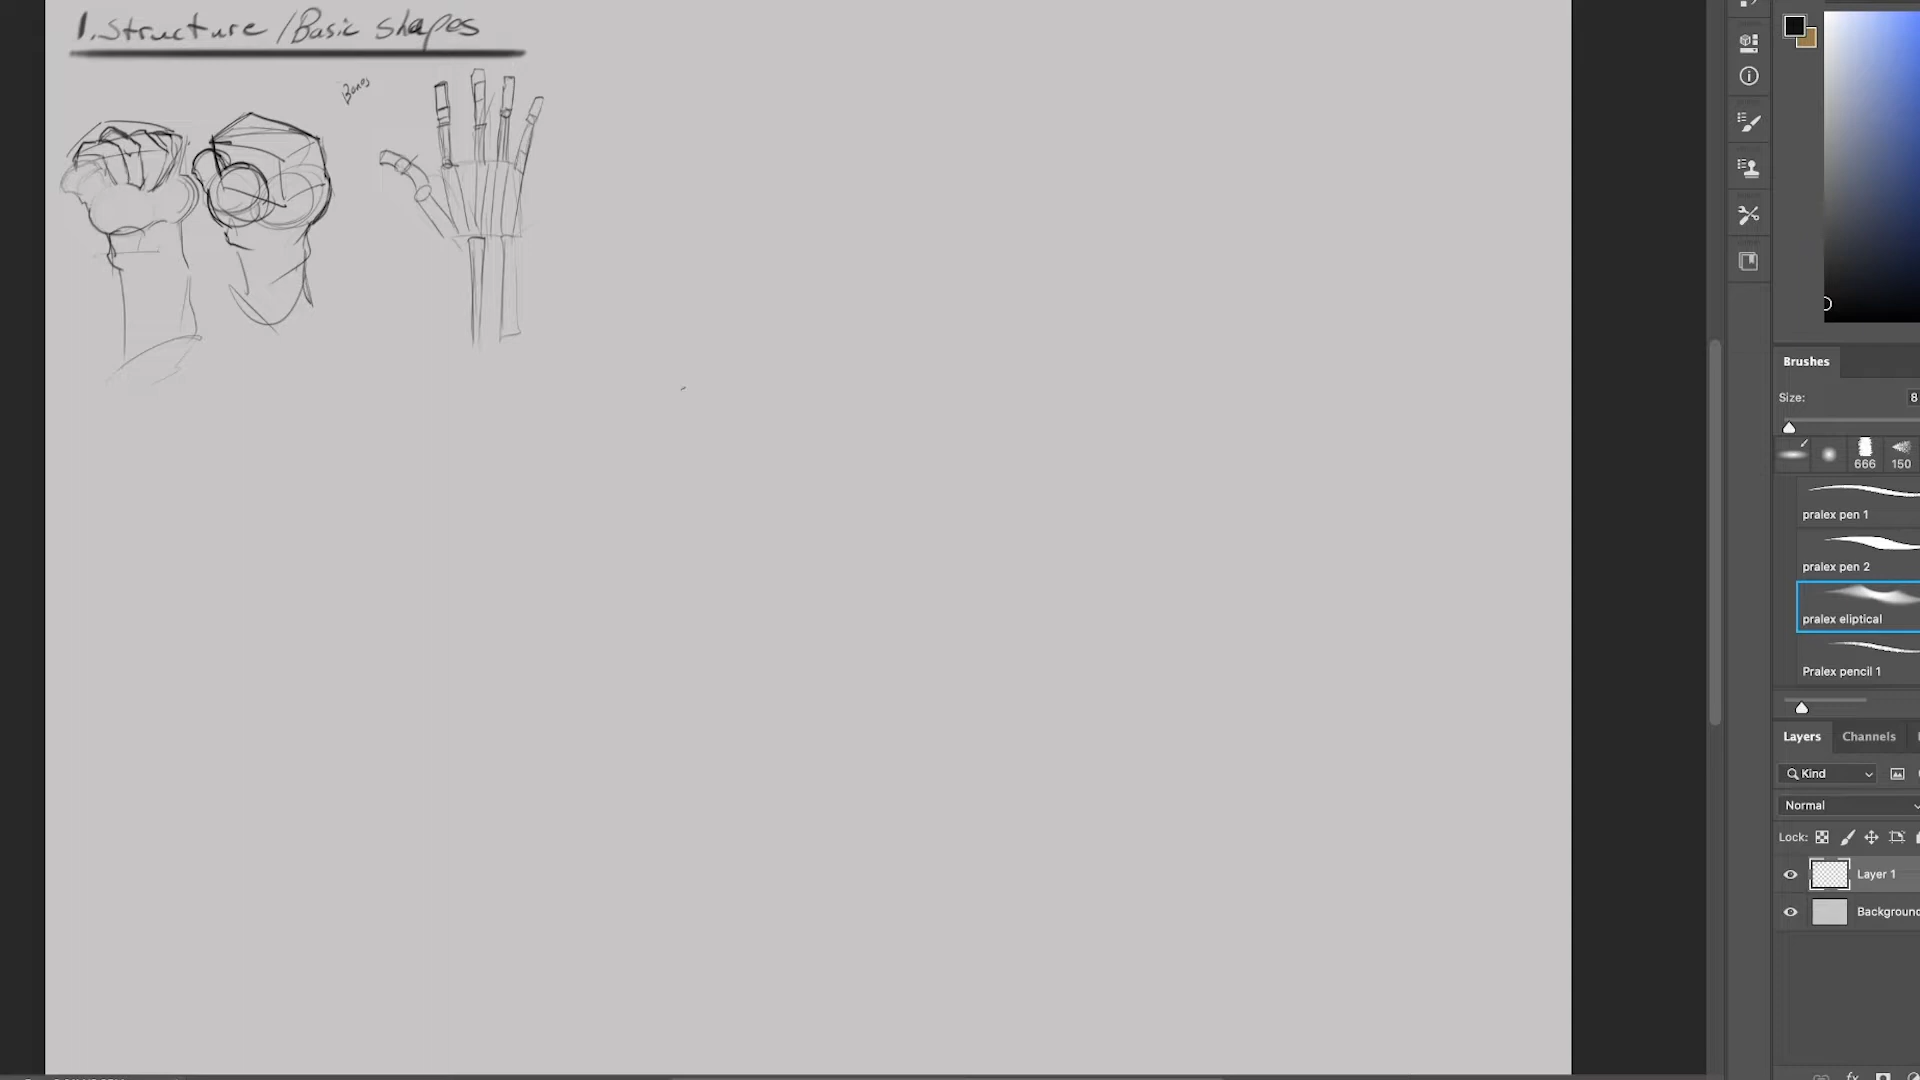 1. Structure / Basic shapes
Bones
Brushes
Size: 8
666 150
pralex pen 1
pralex pen 2
pralex eliptical
Pralex pencil 1
Layers Channels
Kind
Normal
Lock:
Layer 1
Background
fx